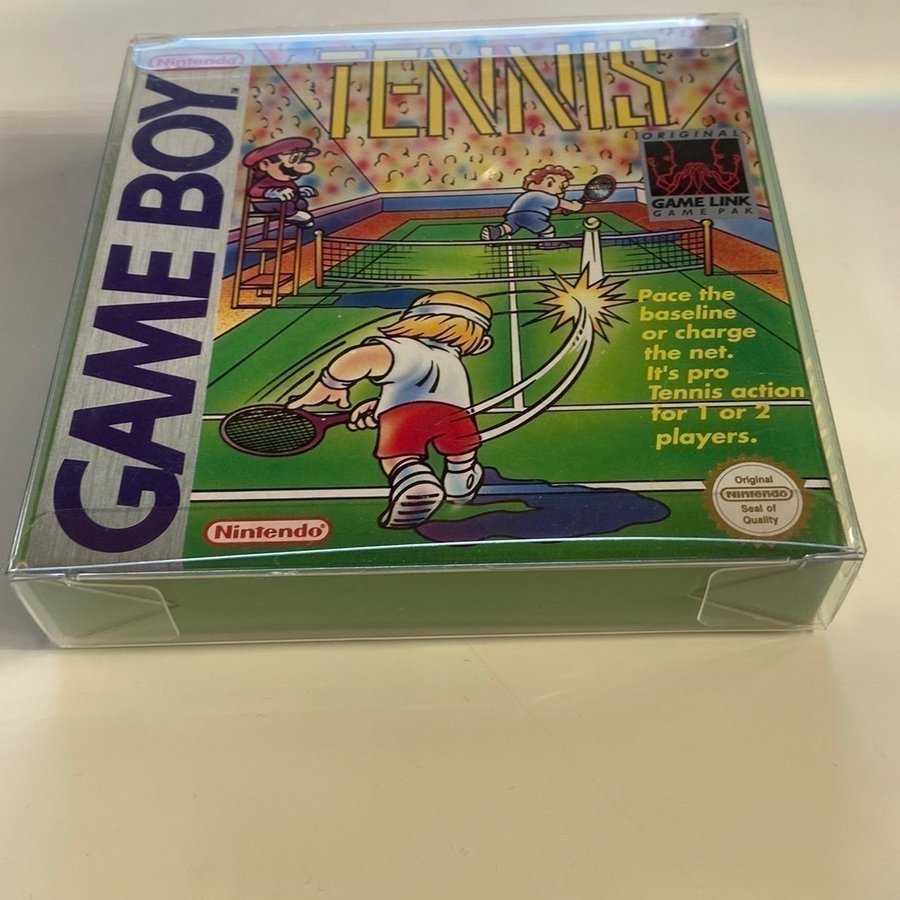 Nintendo
GAME BOY
TM
TENNIS
ORIGINAL
GAME LINK
GAME PAK
Pace the
baseline
or charge
the net.
It's pro
Tennis action
for 1 or 2
players.
Nintendo®
Original
Nintendo
Seal of
Quality